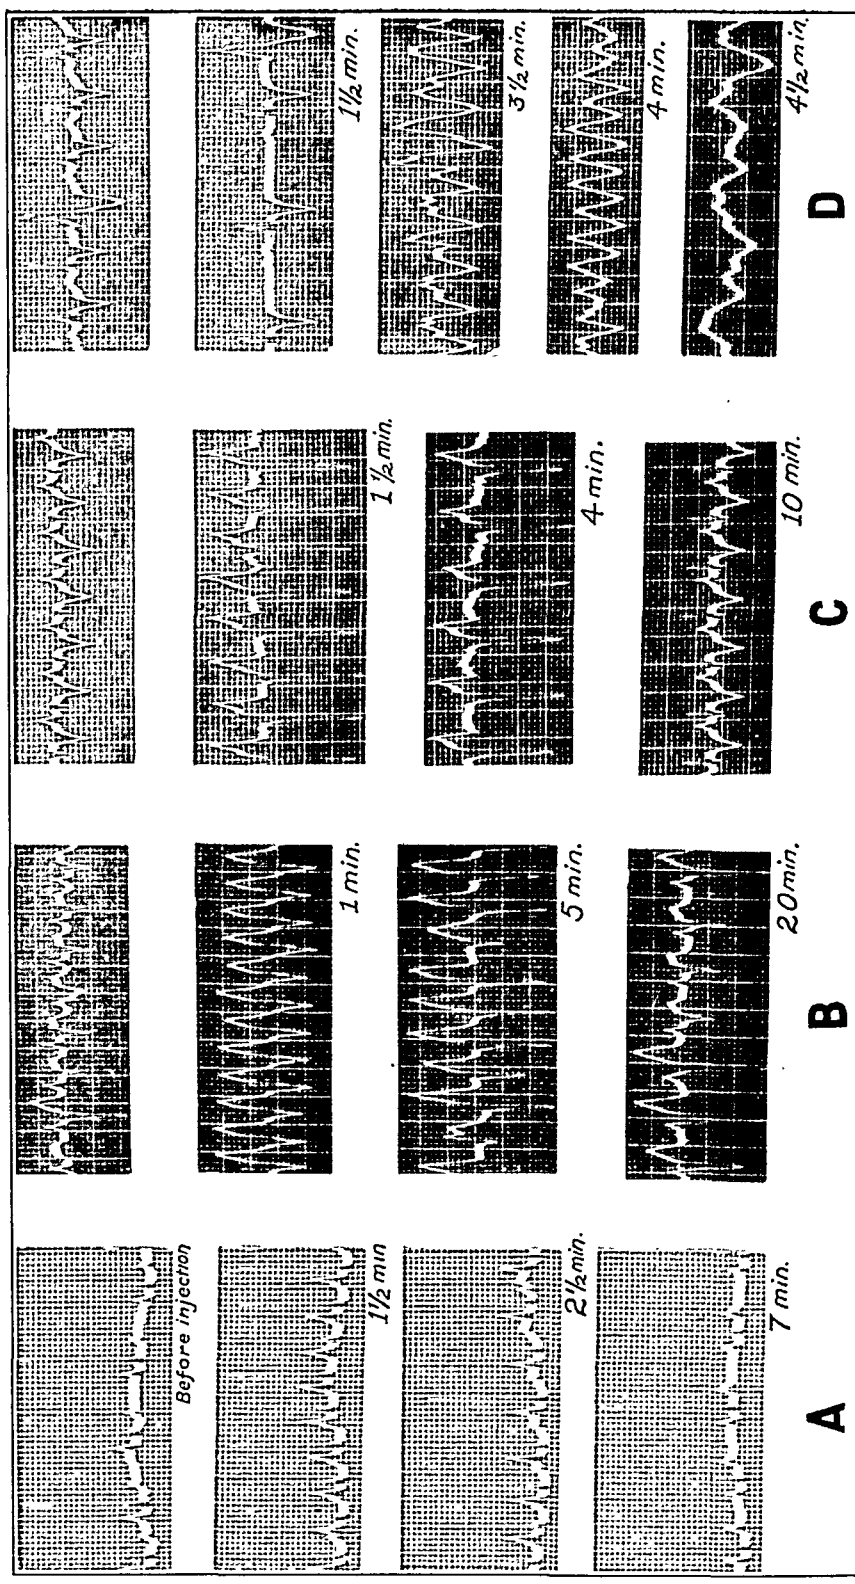 Before injection
1½ min
2½ min.
7 min.
A
1 min.
5 min.
20 min.
B
1½ min.
4 min.
10 min.
C
1½ min.
3½ min.
4 min.
4½ min.
D